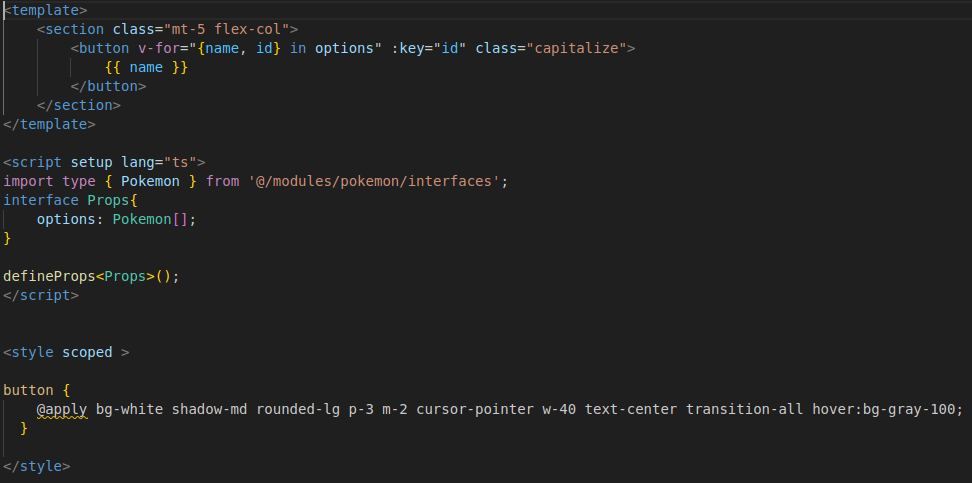 <template>
    <section class="mt-5 flex-col">
        <button v-for="{name, id} in options" :key="id" class="capitalize">
            {{ name }}
        </button>
    </section>
</template>

<script setup lang="ts">
import type { Pokemon } from '@/modules/pokemon/interfaces';
interface Props{
    options: Pokemon[];
}

defineProps<Props>();
</script>


<style scoped >

button {
    @apply bg-white shadow-md rounded-lg p-3 m-2 cursor-pointer w-40 text-center transition-all hover:bg-gray-100;
  }

</style>